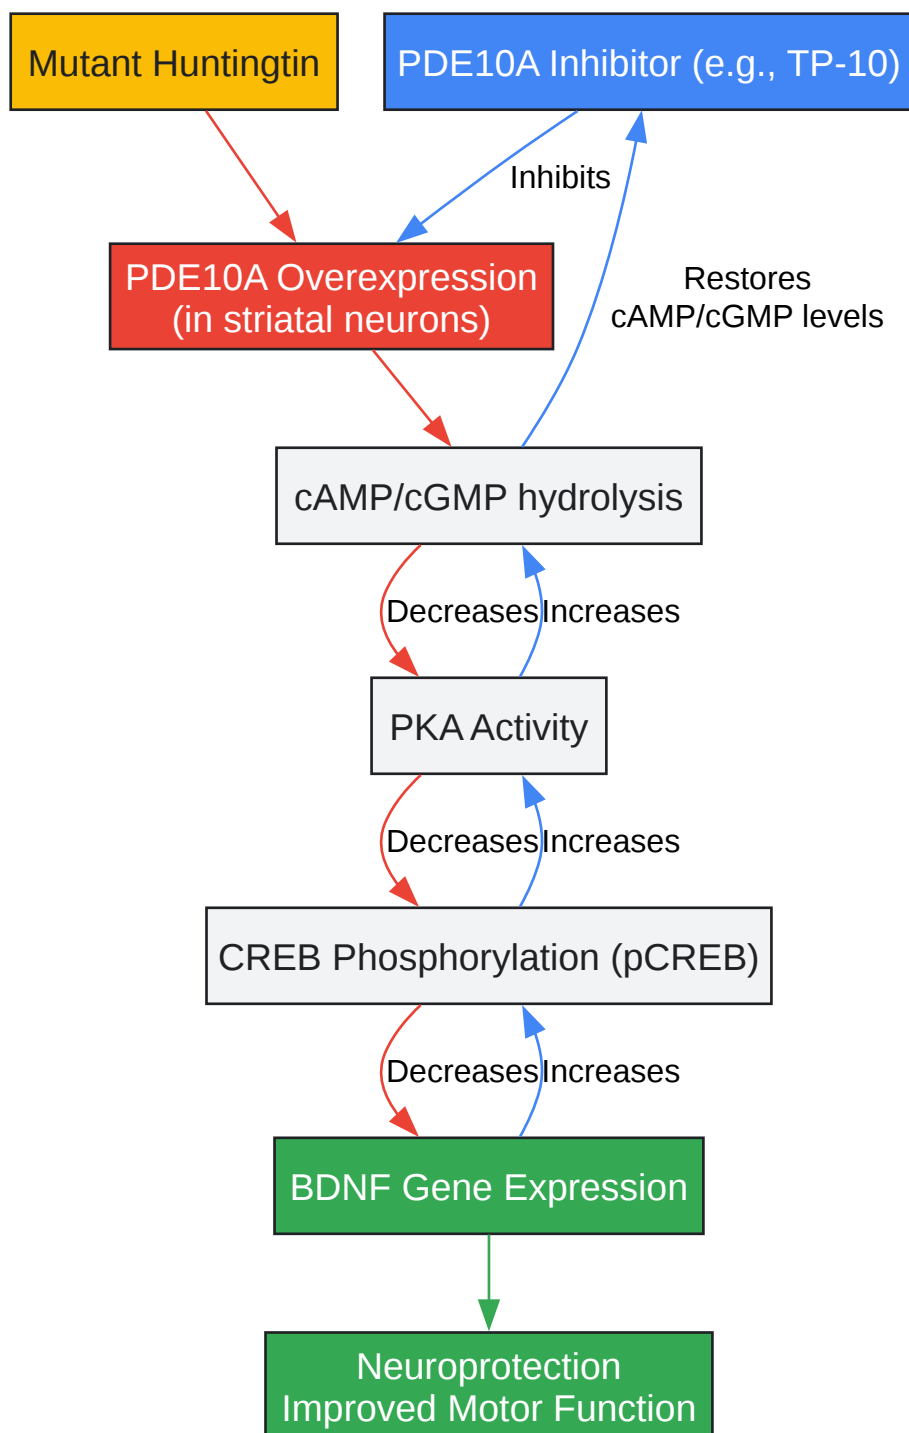 Mutant Huntingtin
PDE10A Inhibitor (e.g., TP-10)
Inhibits
PDE10A Overexpression
(in striatal neurons)
Restores
cAMP/cGMP levels
cAMP/cGMP hydrolysis
Decreases
Increases
PKA Activity
Decreases
Increases
CREB Phosphorylation (pCREB)
Decreases
Increases
BDNF Gene Expression
Neuroprotection
Improved Motor Function